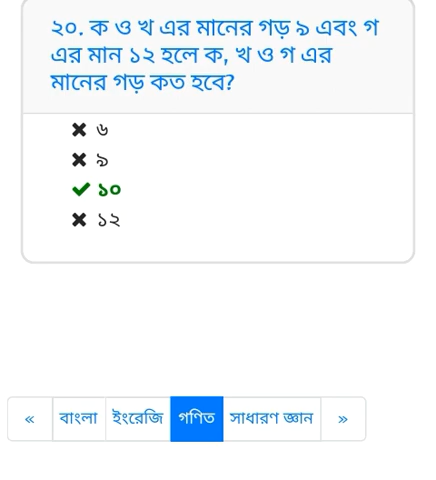 ২০. ক ও খ এর মানের গড় ৯ এবং গ
এর মান ১২ হলে ক, খ ও গ এর
মানের গড় কত হবে?
✖ ৬
✖ ৯
✔ ১০
✖ ১২
« বাংলা ইংরেজি গণিত সাধারণ জ্ঞান »